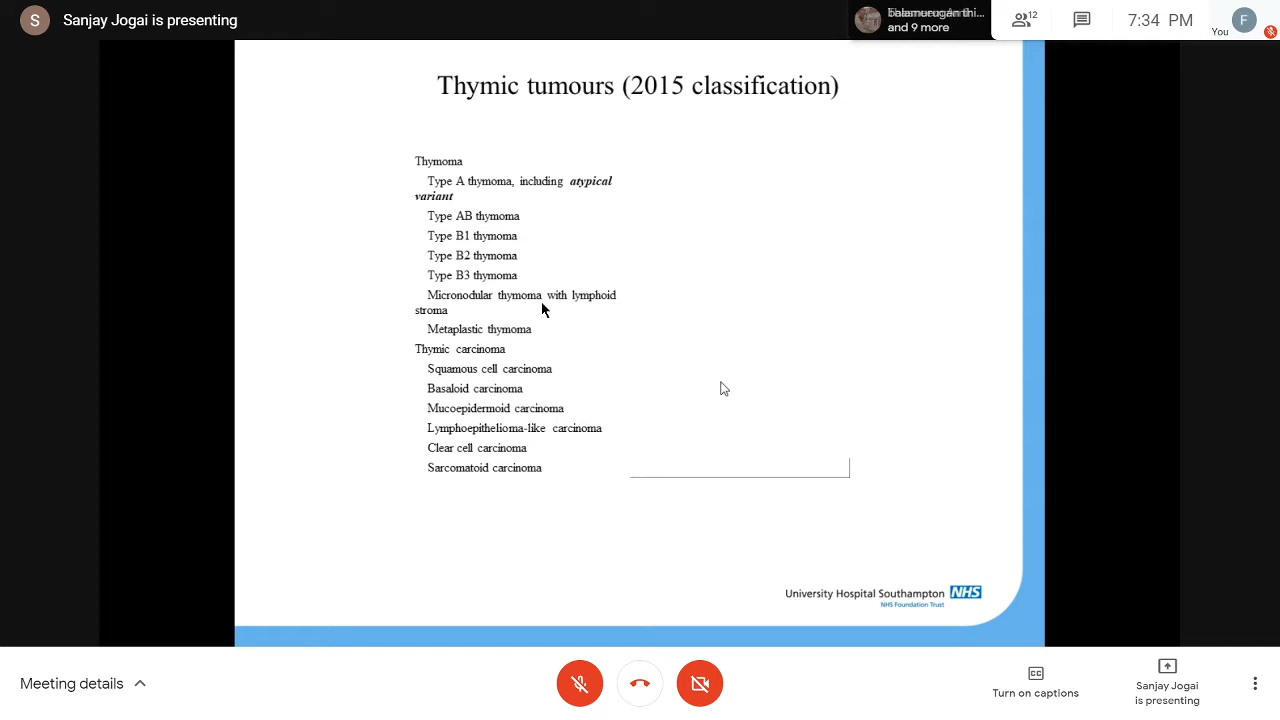 S
Sanjay Jogai is presenting
and 9 more
12
7:34 PM
You
F
Thymic tumours (2015 classification)
Thymoma
Type A thymoma, including atypical
variant
Type AB thymoma
Type B1 thymoma
Type B2 thymoma
Type B3 thymoma
Micronodular thymoma with lymphoid
stroma
Metaplastic thymoma
Thymic carcinoma
Squamous cell carcinoma
Basaloid carcinoma
Mucoepidermoid carcinoma
Lymphoepithelioma-like carcinoma
Clear cell carcinoma
Sarcomatoid carcinoma
University Hospital Southampton NHS
NHS Foundation Trust
Meeting details
CC
Turn on captions
Sanjay Jogai
is presenting